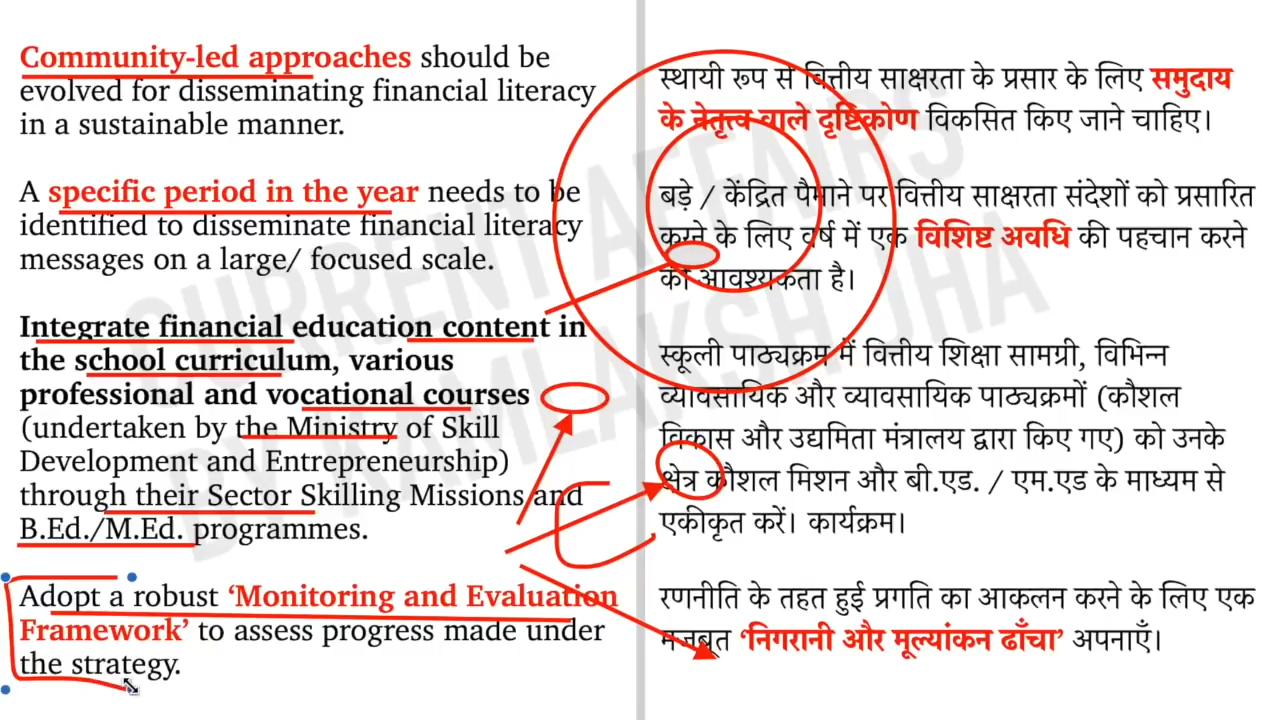 Community-led approaches should be
evolved for disseminating financial literacy
in a sustainable manner.
A specific period in the year needs to be
identified to disseminate financial literacy
messages on a large/ focused scale.
Integrate financial education content in
the school curriculum, various
professional and vocational courses
(undertaken by the Ministry of Skill
Development and Entrepreneurship)
through their Sector Skilling Missions and
B.Ed./M.Ed. programmes.
Adopt a robust ‘Monitoring and Evaluation
Framework’ to assess progress made under
the strategy.
स्थायी रूप से वित्तीय साक्षरता के प्रसार के लिए समुदाय
के नेतृत्व वाले दृष्टिकोण विकसित किए जाने चाहिए।
बड़े / केंद्रित पैमाने पर वित्तीय साक्षरता संदेशों को प्रसारित
करने के लिए वर्ष में एक विशिष्ट अवधि की पहचान करने
की आवश्यकता है।
स्कूली पाठ्यक्रम में वित्तीय शिक्षा सामग्री, विभिन्न
व्यावसायिक और व्यावसायिक पाठ्यक्रमों (कौशल
विकास और उद्यमिता मंत्रालय द्वारा किए गए) को उनके
क्षेत्र कौशल मिशन और बी.एड. / एम.एड के माध्यम से
एकीकृत करें। कार्यक्रम।
रणनीति के तहत हुई प्रगति का आकलन करने के लिए एक
मजबूत ‘निगरानी और मूल्यांकन ढाँचा’ अपनाएँ।
CURRENT AFFAIRS
BY KAMLAKSH JHA